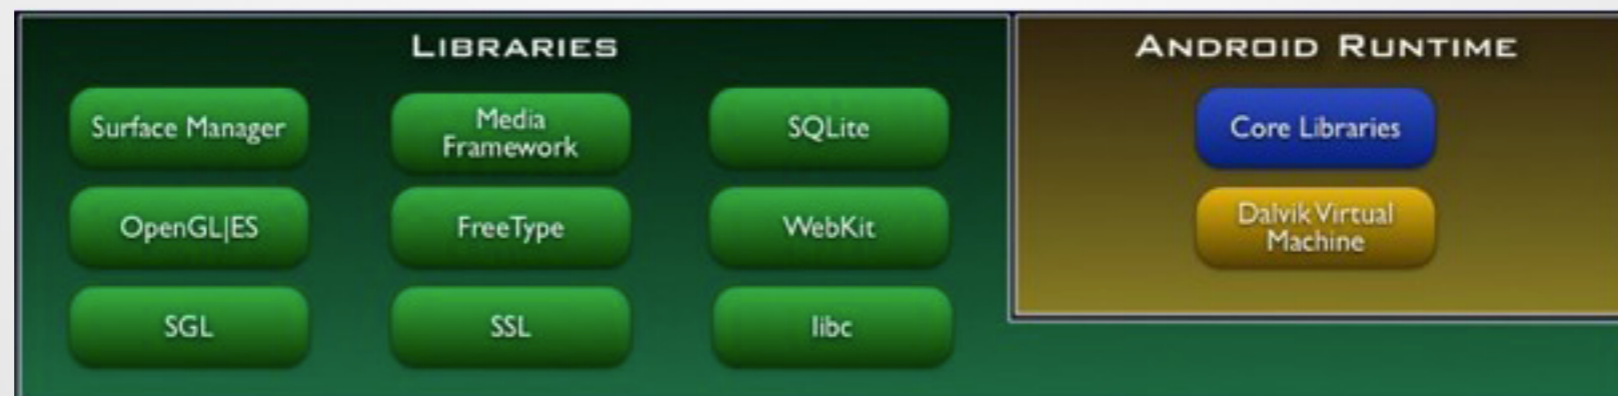 LIBRARIES
Surface Manager
Media
Framework
SQLite
OpenGL|ES
FreeType
WebKit
SGL
SSL
libc
ANDROID RUNTIME
Core Libraries
Dalvik Virtual
Machine